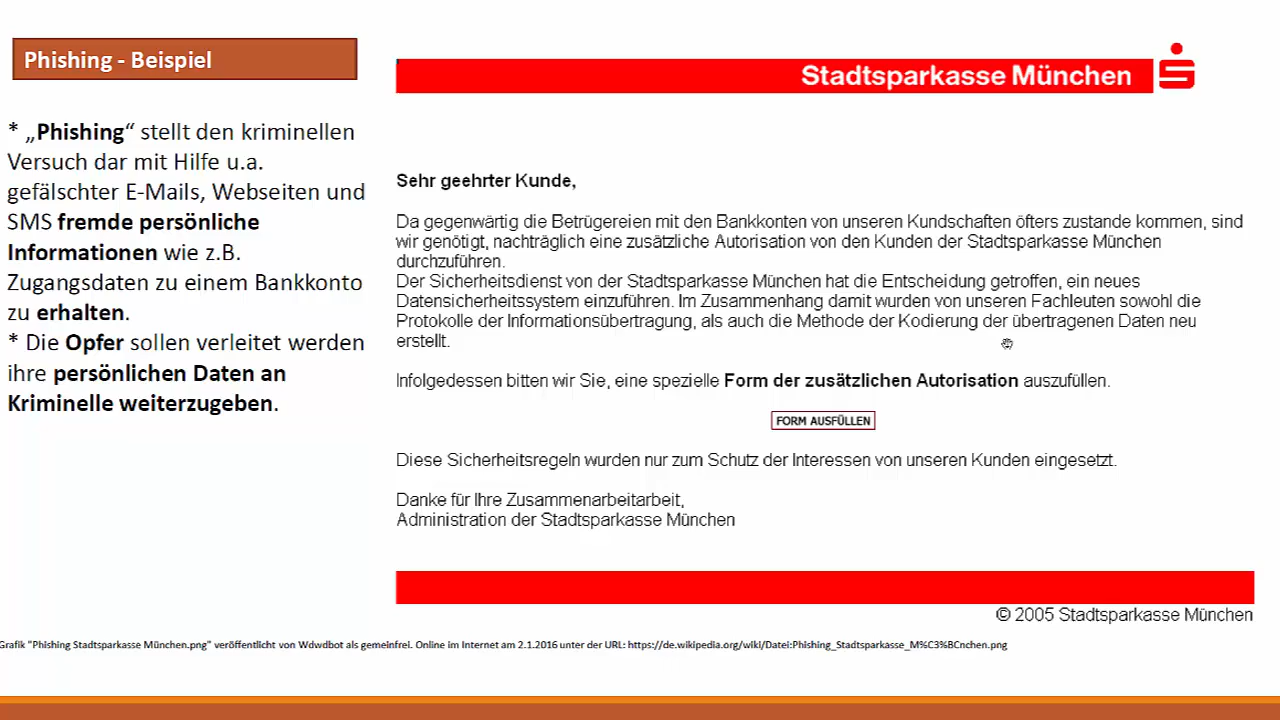 Phishing - Beispiel
* „Phishing“ stellt den kriminellen
Versuch dar mit Hilfe u.a.
gefälschter E-Mails, Webseiten und
SMS fremde persönliche
Informationen wie z.B.
Zugangsdaten zu einem Bankkonto
zu erhalten.
* Die Opfer sollen verleitet werden
ihre persönlichen Daten an
Kriminelle weiterzugeben.
Stadtsparkasse München
Sehr geehrter Kunde,
Da gegenwärtig die Betrügereien mit den Bankkonten von unseren Kundschaften öfters zustande kommen, sind
wir genötigt, nachträglich eine zusätzliche Autorisation von den Kunden der Stadtsparkasse München
durchzuführen.
Der Sicherheitsdienst von der Stadtsparkasse München hat die Entscheidung getroffen, ein neues
Datensicherheitssystem einzuführen. Im Zusammenhang damit wurden von unseren Fachleuten sowohl die
Protokolle der Informationsübertragung, als auch die Methode der Kodierung der übertragenen Daten neu
erstellt.
Infolgedessen bitten wir Sie, eine spezielle Form der zusätzlichen Autorisation auszufüllen.
FORM AUSFÜLLEN
Diese Sicherheitsregeln wurden nur zum Schutz der Interessen von unseren Kunden eingesetzt.
Danke für Ihre Zusammenarbeitarbeit,
Administration der Stadtsparkasse München
© 2005 Stadtsparkasse München
Grafik "Phishing Stadtsparkasse München.png" veröffentlicht von Wdwdbot als gemeinfrei. Online im Internet am 2.1.2016 unter der URL: https://de.wikipedia.org/wiki/Datei:Phishing_Stadtsparkasse_M%C3%BCnchen.png